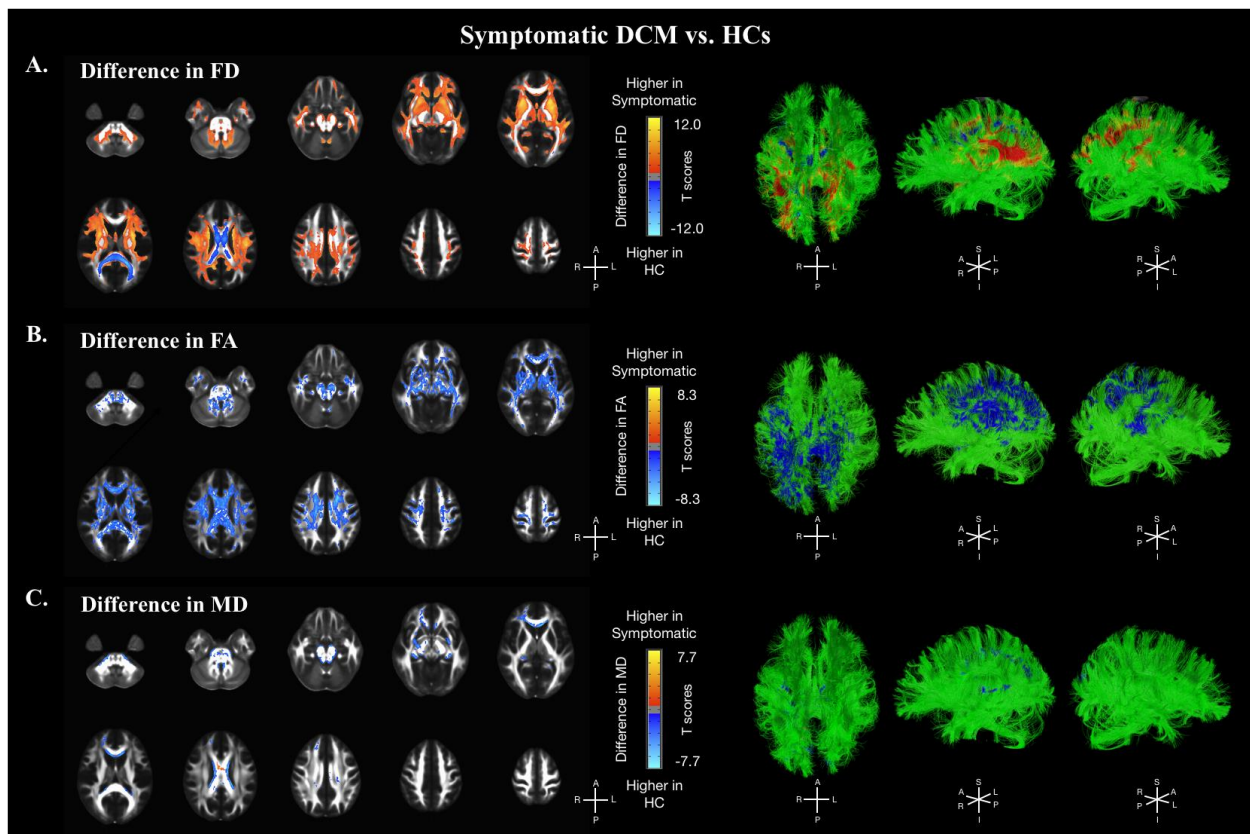 Symptomatic DCM vs. HCs
A.
Difference in FD
Higher in
Symptomatic
Difference in FD
12.0
T scores
-12.0
Higher in
HC
A
R L
P
A
R L
P
S
A L
R P
I
S
R A
P L
I
B.
Difference in FA
Higher in
Symptomatic
Difference in FA
8.3
T scores
-8.3
Higher in
HC
A
R L
P
A
R L
P
S
A L
R P
I
S
R A
P L
I
C.
Difference in MD
Higher in
Symptomatic
Difference in MD
7.7
T scores
-7.7
Higher in
HC
A
R L
P
A
R L
P
S
A L
R P
I
S
R A
P L
I